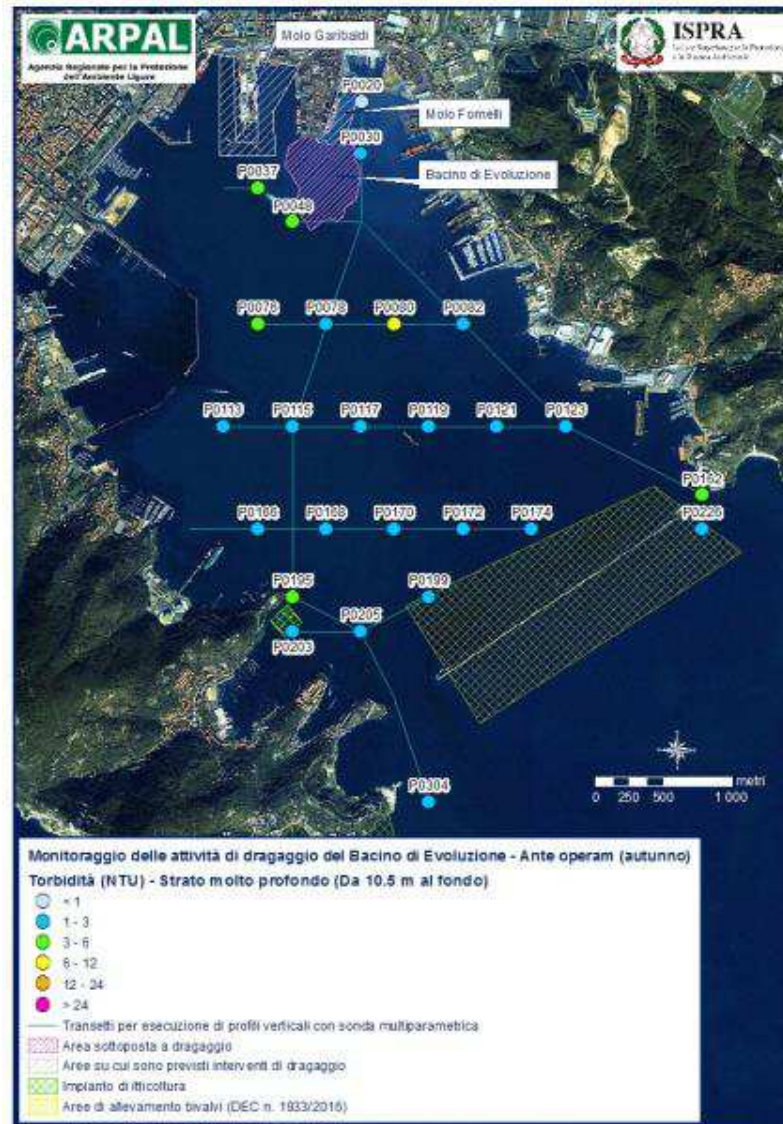 ARPAL
Agenzia Regionale per la Protezione
dell'Ambiente Ligure
Molo Garibaldi
ISPRA
P0020
Molo Fornelli
P0030
Bacino di Evoluzione
P0037
P0048
P0076
P0078
P0080
P0082
P0113
P0115
P0117
P0119
P0121
P0123
P0162
P0166
P0168
P0170
P0172
P0174
P0226
P0195
P0199
P0205
P0203
P0304
metri
0 250 500 1 000
Monitoraggio delle attività di dragaggio del Bacino di Evoluzione - Ante operam (autunno)
Torbidità (NTU) - Strato molto profondo (Da 10.5 m al fondo)
< 1
1 - 3
3 - 6
6 - 12
12 - 24
> 24
Transetti per esecuzione di profili verticali con sonda multiparametrica
Area sottoposta a dragaggio
Aree su cui sono previsti interventi di dragaggio
Impianto di itticoltura
Aree di allevamento bivalvi (DEC n. 1933/2016)